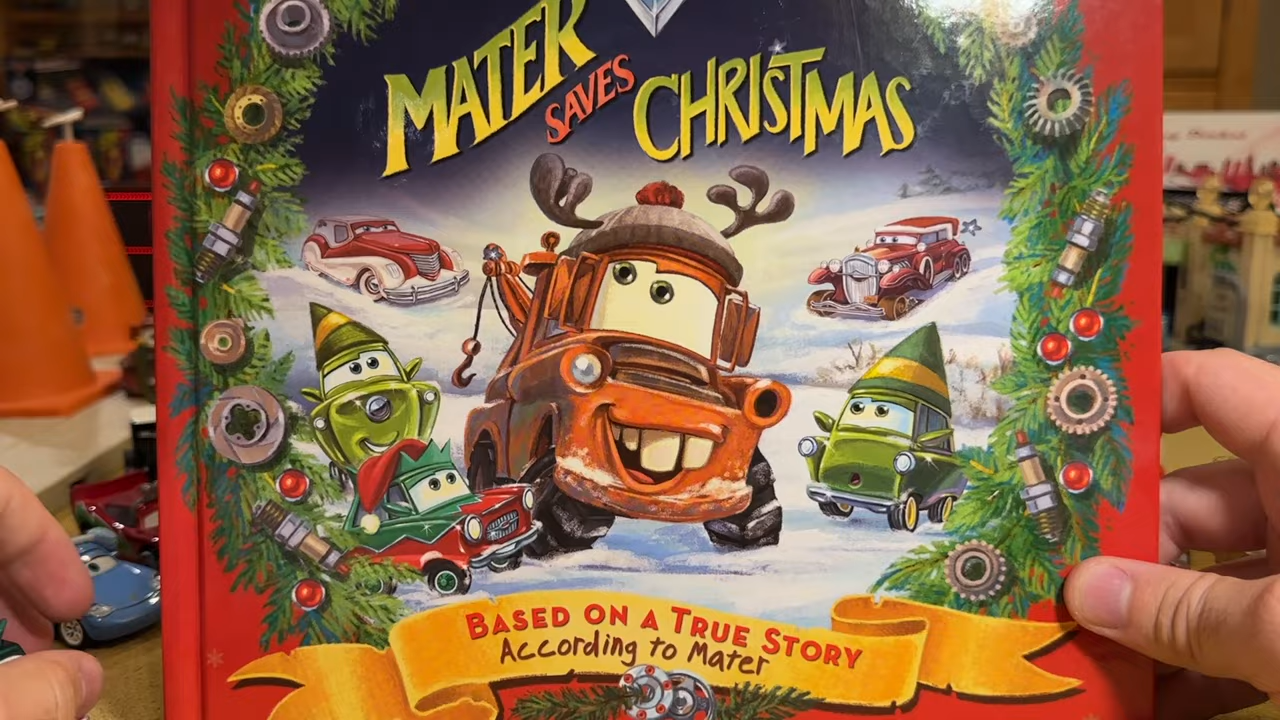 MATER
SAVES
CHRISTMAS
BASED ON A TRUE STORY
According to Mater